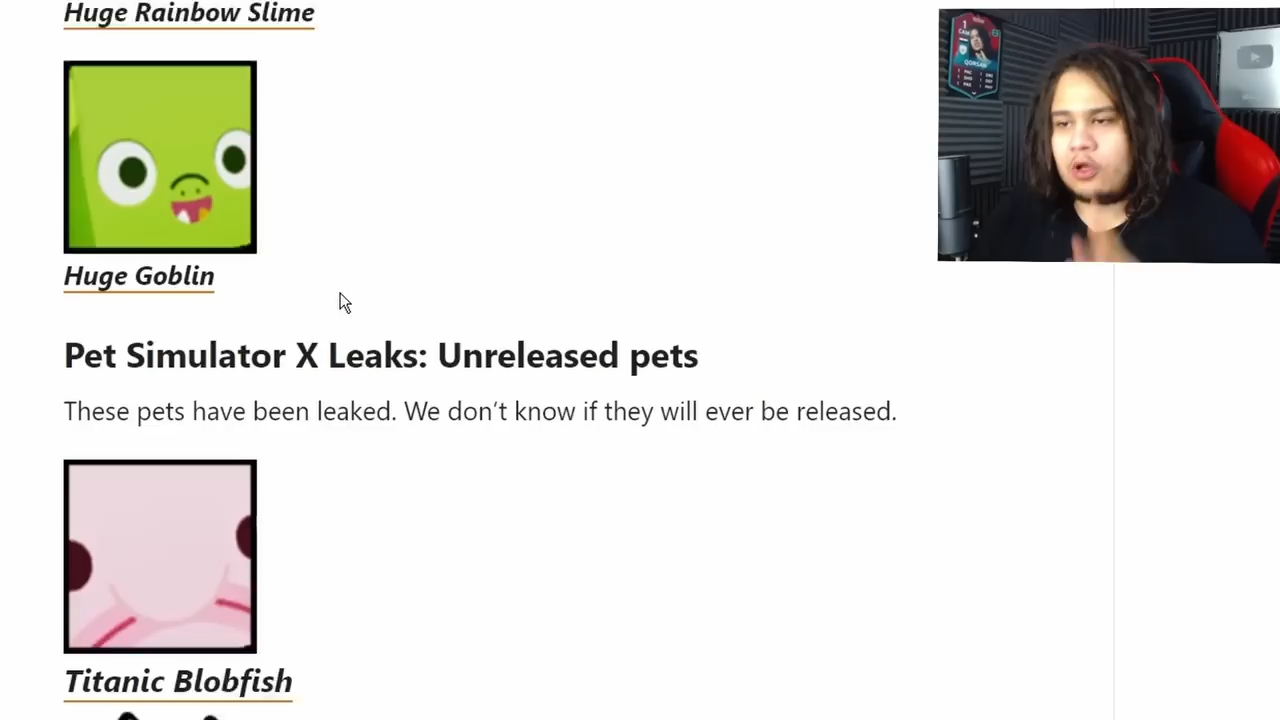 Huge Rainbow Slime
Huge Goblin
Pet Simulator X Leaks: Unreleased pets
These pets have been leaked. We don’t know if they will ever be released.
Titanic Blobfish